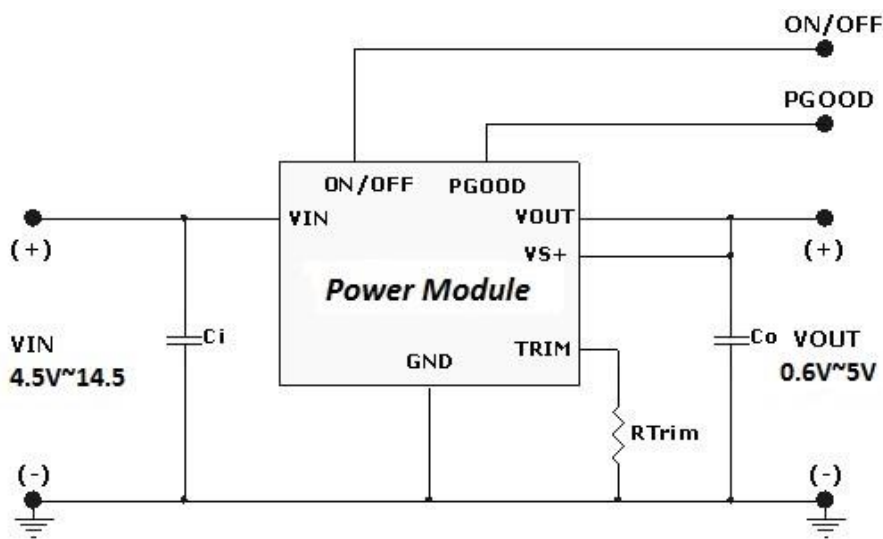 ON/OFF
PGOOD
ON/OFF PGOOD
VIN VOUT
(+) (+)
VS+
Power Module
Ci Co VOUT
VIN
GND TRIM
4.5V~14.5 0.6V~5V
RTrim
(-) (-)